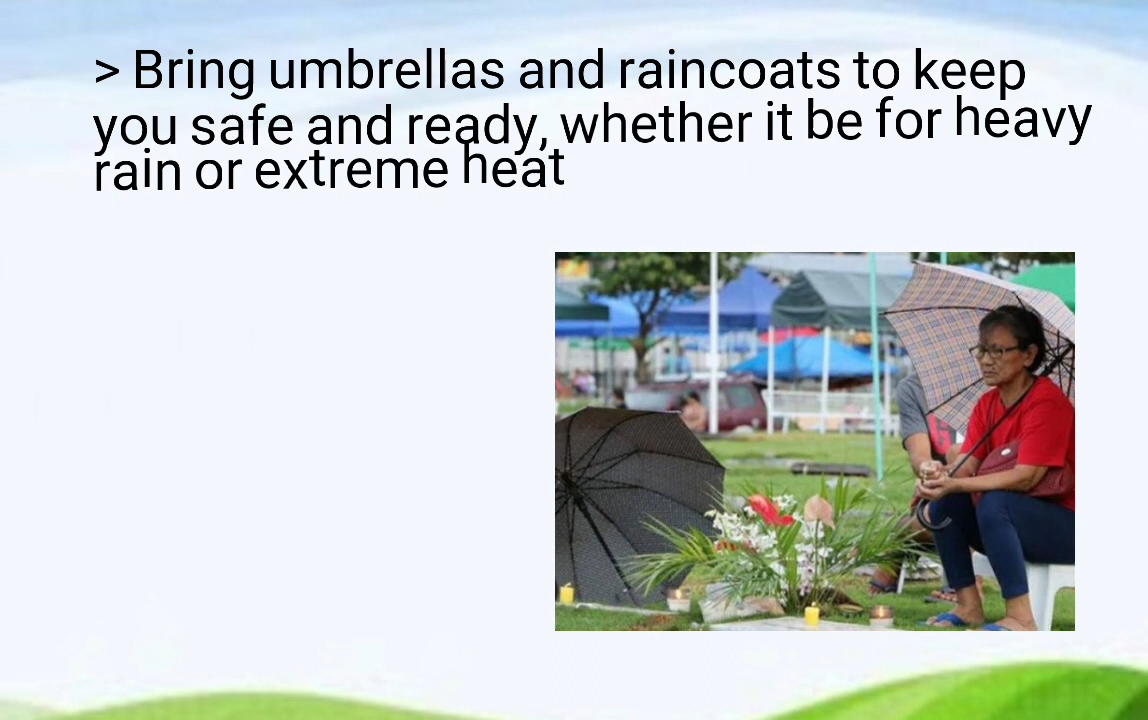 > Bring umbrellas and raincoats to keep
you safe and ready, whether it be for heavy
rain or extreme heat